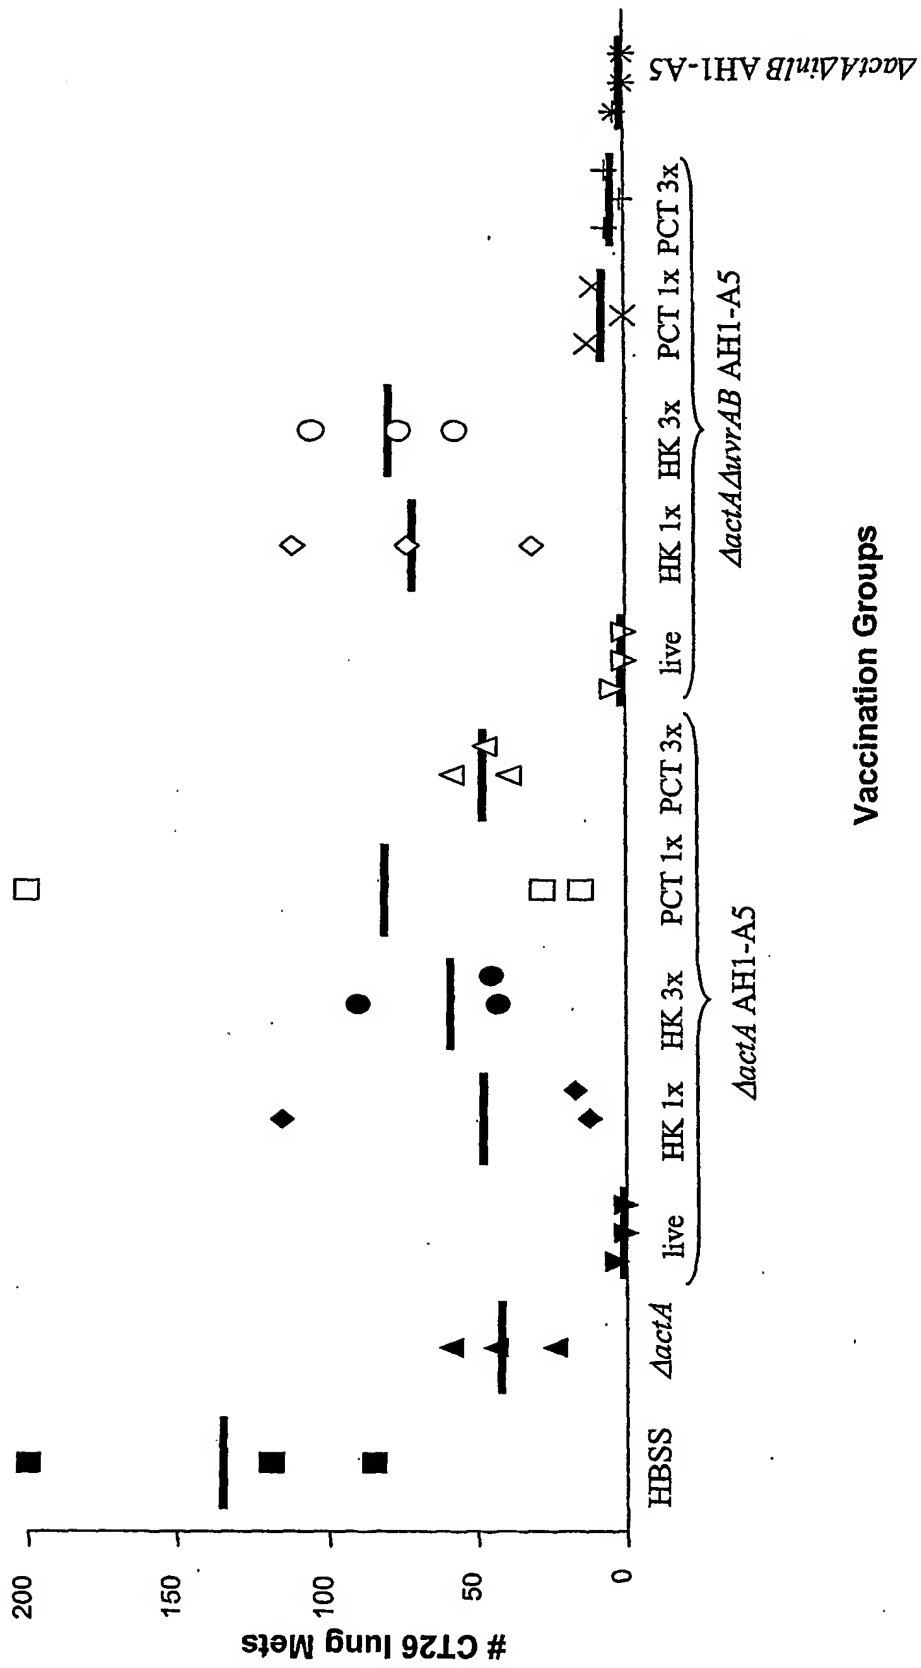 # CT26 lung Mets
200
150
100
50
0
HBSS
ΔactA
live
HK 1x
HK 3x
PCT 1x
PCT 3x
live
HK 1x
HK 3x
PCT 1x
PCT 3x
ΔactAΔinlB AH1-A5
ΔactA AH1-A5
ΔactAΔuvrAB AH1-A5
Vaccination Groups